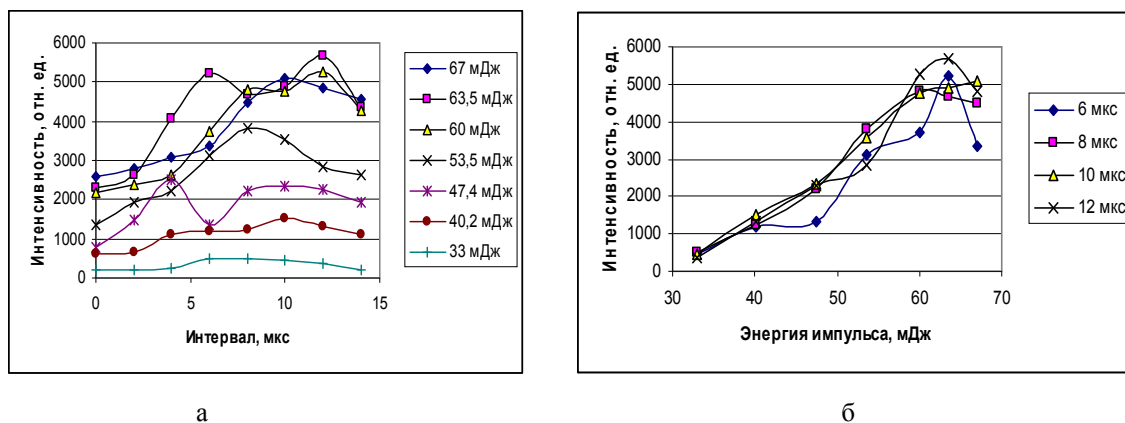 6000
5000
4000
3000
2000
1000
0
Интенсивность, отн. ед.
0 5 10 15
Интервал, мкс
67 мДж
63,5 мДж
60 мДж
53,5 мДж
47,4 мДж
40,2 мДж
33 мДж
а
6000
5000
4000
3000
2000
1000
0
Интенсивность, отн. ед.
30 40 50 60 70
Энергия импульса, мДж
6 мкс
8 мкс
10 мкс
12 мкс
б